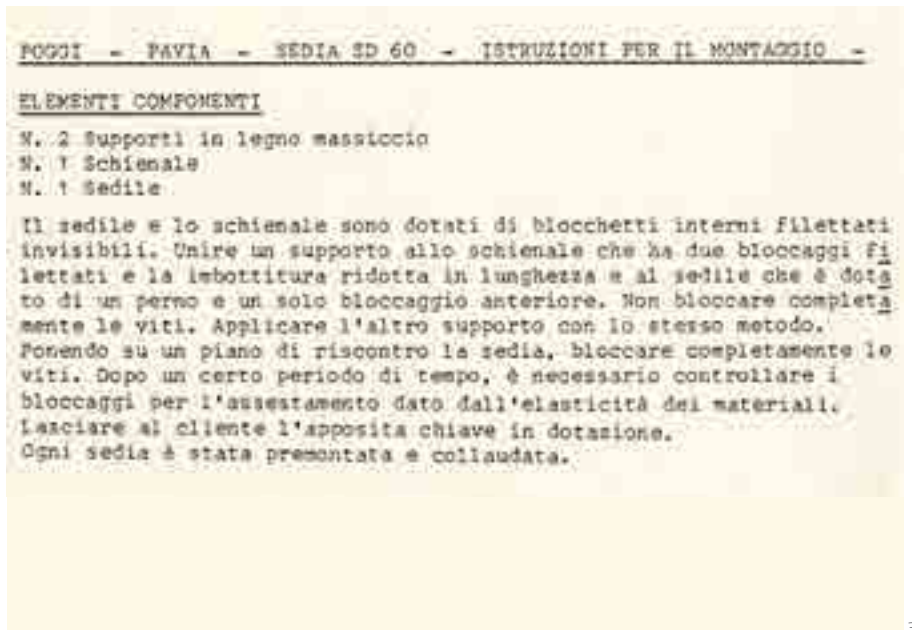 POGGI - PAVIA - SEDIA SD 60 - ISTRUZIONI PER IL MONTAGGIO -
ELEMENTI COMPONENTI
N. 2 Supporti in legno massiccio
N. 1 Schienale
N. 1 Sedile
Il sedile e lo schienale sono dotati di blocchetti interni filettati
invisibili. Unire un supporto allo schienale che ha due bloccaggi fi
lettati e la imbottitura ridotta in lunghezza e al sedile che è dota
to di un perno e un solo bloccaggio anteriore. Non bloccare completa
mente le viti. Applicare l'altro supporto con lo stesso metodo.
Ponendo su un piano di riscontro la sedia, bloccare completamente le
viti. Dopo un certo periodo di tempo, è necessario controllare i
bloccaggi per l'assestamento dato dall'elasticità dei materiali.
Lasciare al cliente l'apposita chiave in dotazione.
Ogni sedia è stata premontata e collaudata.